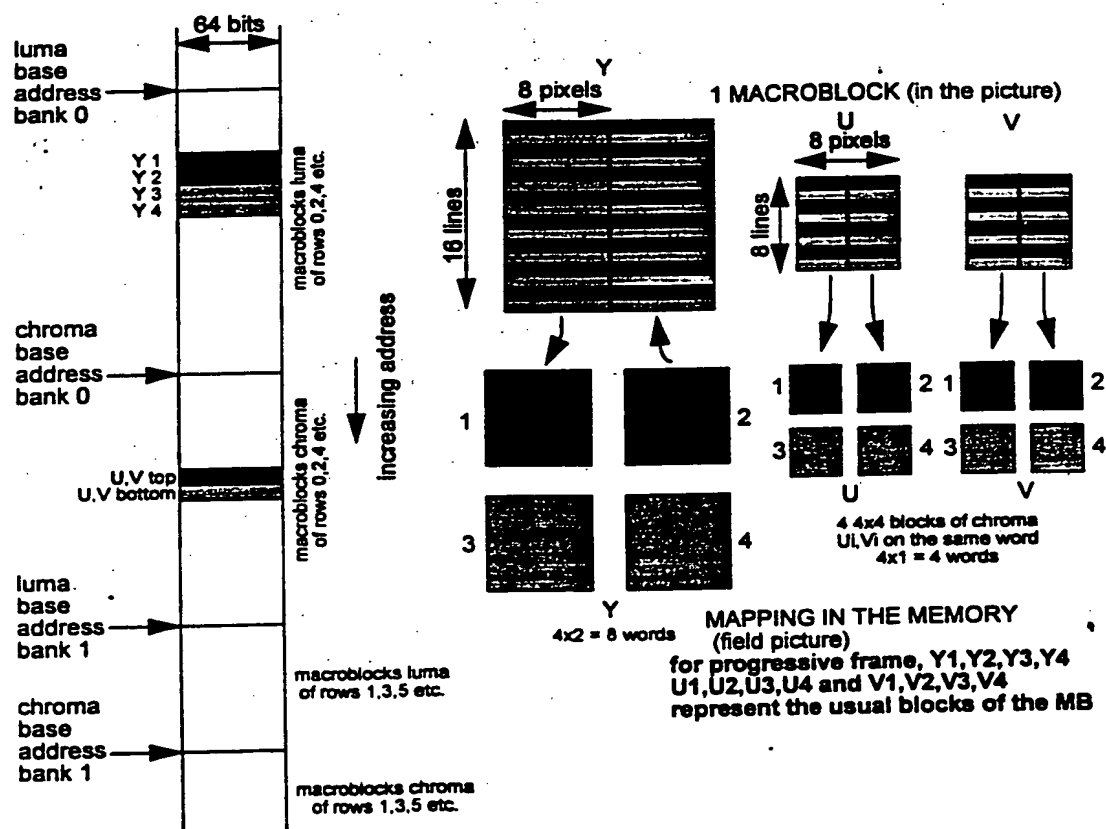 64 bits
luma
base
address
bank 0
Y 1
Y 2
Y 3
Y 4
macroblocks luma
of rows 0,2,4 etc.
chroma
base
address
bank 0
increasing address
macroblocks chroma
of rows 0,2,4 etc.
U,V top
U,V bottom
luma
base
address
bank 1
macroblocks luma
of rows 1,3,5 etc.
chroma
base
address
bank 1
macroblocks chroma
of rows 1,3,5 etc.
Y
8 pixels
16 lines
1 MACROBLOCK (in the picture)
U
V
8 pixels
8 lines
1
2
3
4
Y
4x2 = 8 words
1
2
3
4
U
1
2
3
4
V
4 4x4 blocks of chroma
Ui,Vi on the same word
4x1 = 4 words
MAPPING IN THE MEMORY
(field picture)
for progressive frame, Y1,Y2,Y3,Y4
U1,U2,U3,U4 and V1,V2,V3,V4
represent the usual blocks of the MB